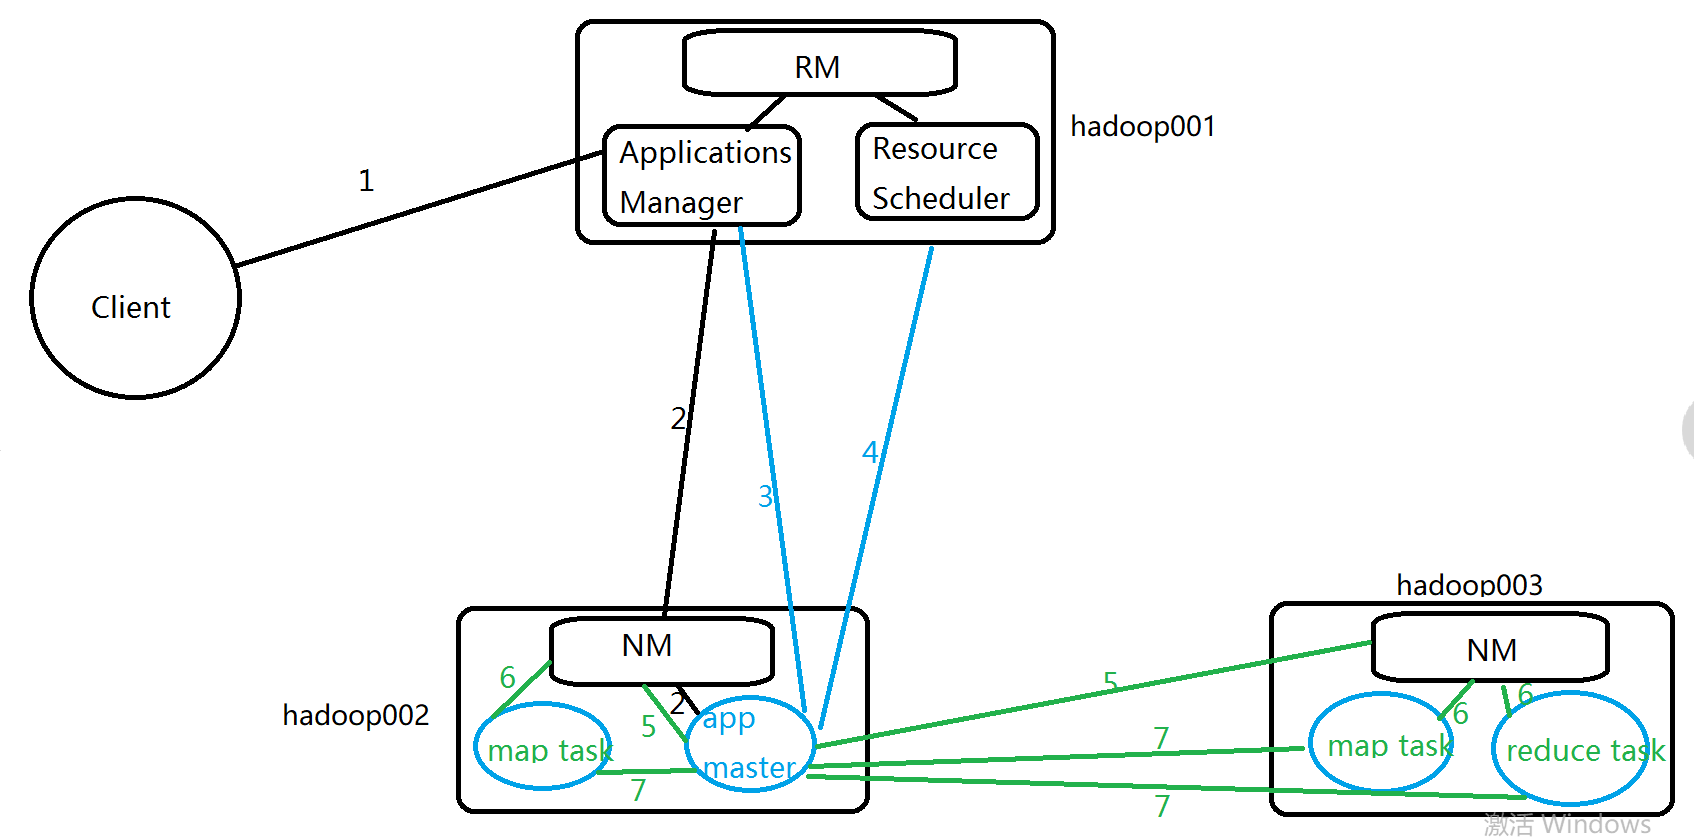 RM
hadoop001
Applications
Manager
Resource
Scheduler
1
Client
2
3
4
hadoop003
NM
NM
6
5
2
5
6
6
hadoop002
app
master
map task
7
7
7
map task
reduce task
激活 Windows